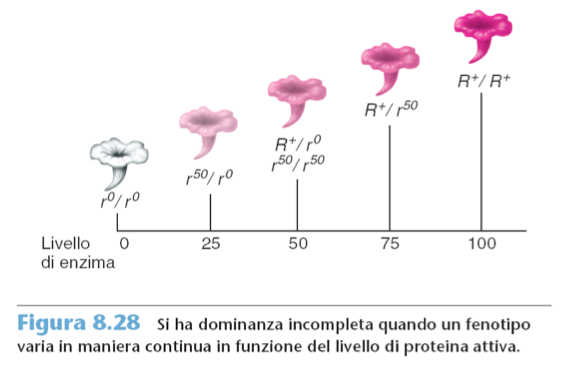 R⁺/R⁺
R⁺/r⁵⁰
R⁺/r⁰
r⁵⁰/r⁵⁰
r⁵⁰/r⁰
r⁰/r⁰
Livello 0 25 50 75 100
di enzima
Figura 8.28 Si ha dominanza incompleta quando un fenotipo
varia in maniera continua in funzione del livello di proteina attiva.